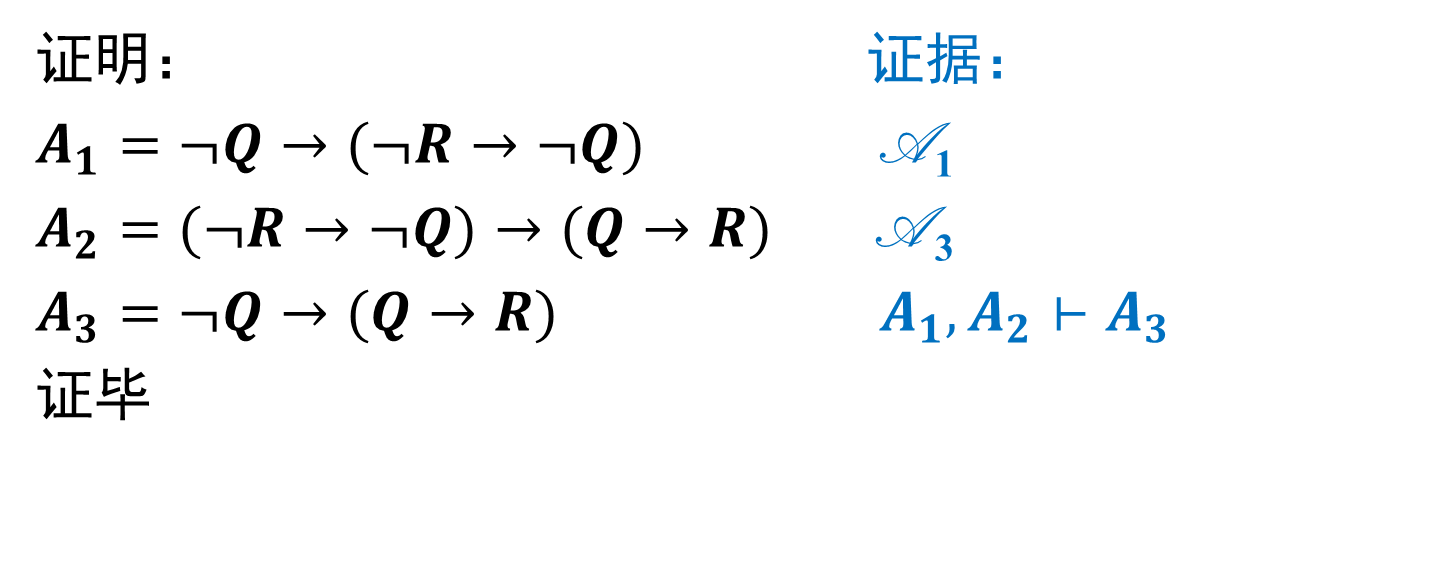 证明： 证据：
A₁ = ¬Q → (¬R → ¬Q) 𝒜₁
A₂ = (¬R → ¬Q) → (Q → R) 𝒜₃
A₃ = ¬Q → (Q → R) A₁, A₂ ⊢ A₃
证毕